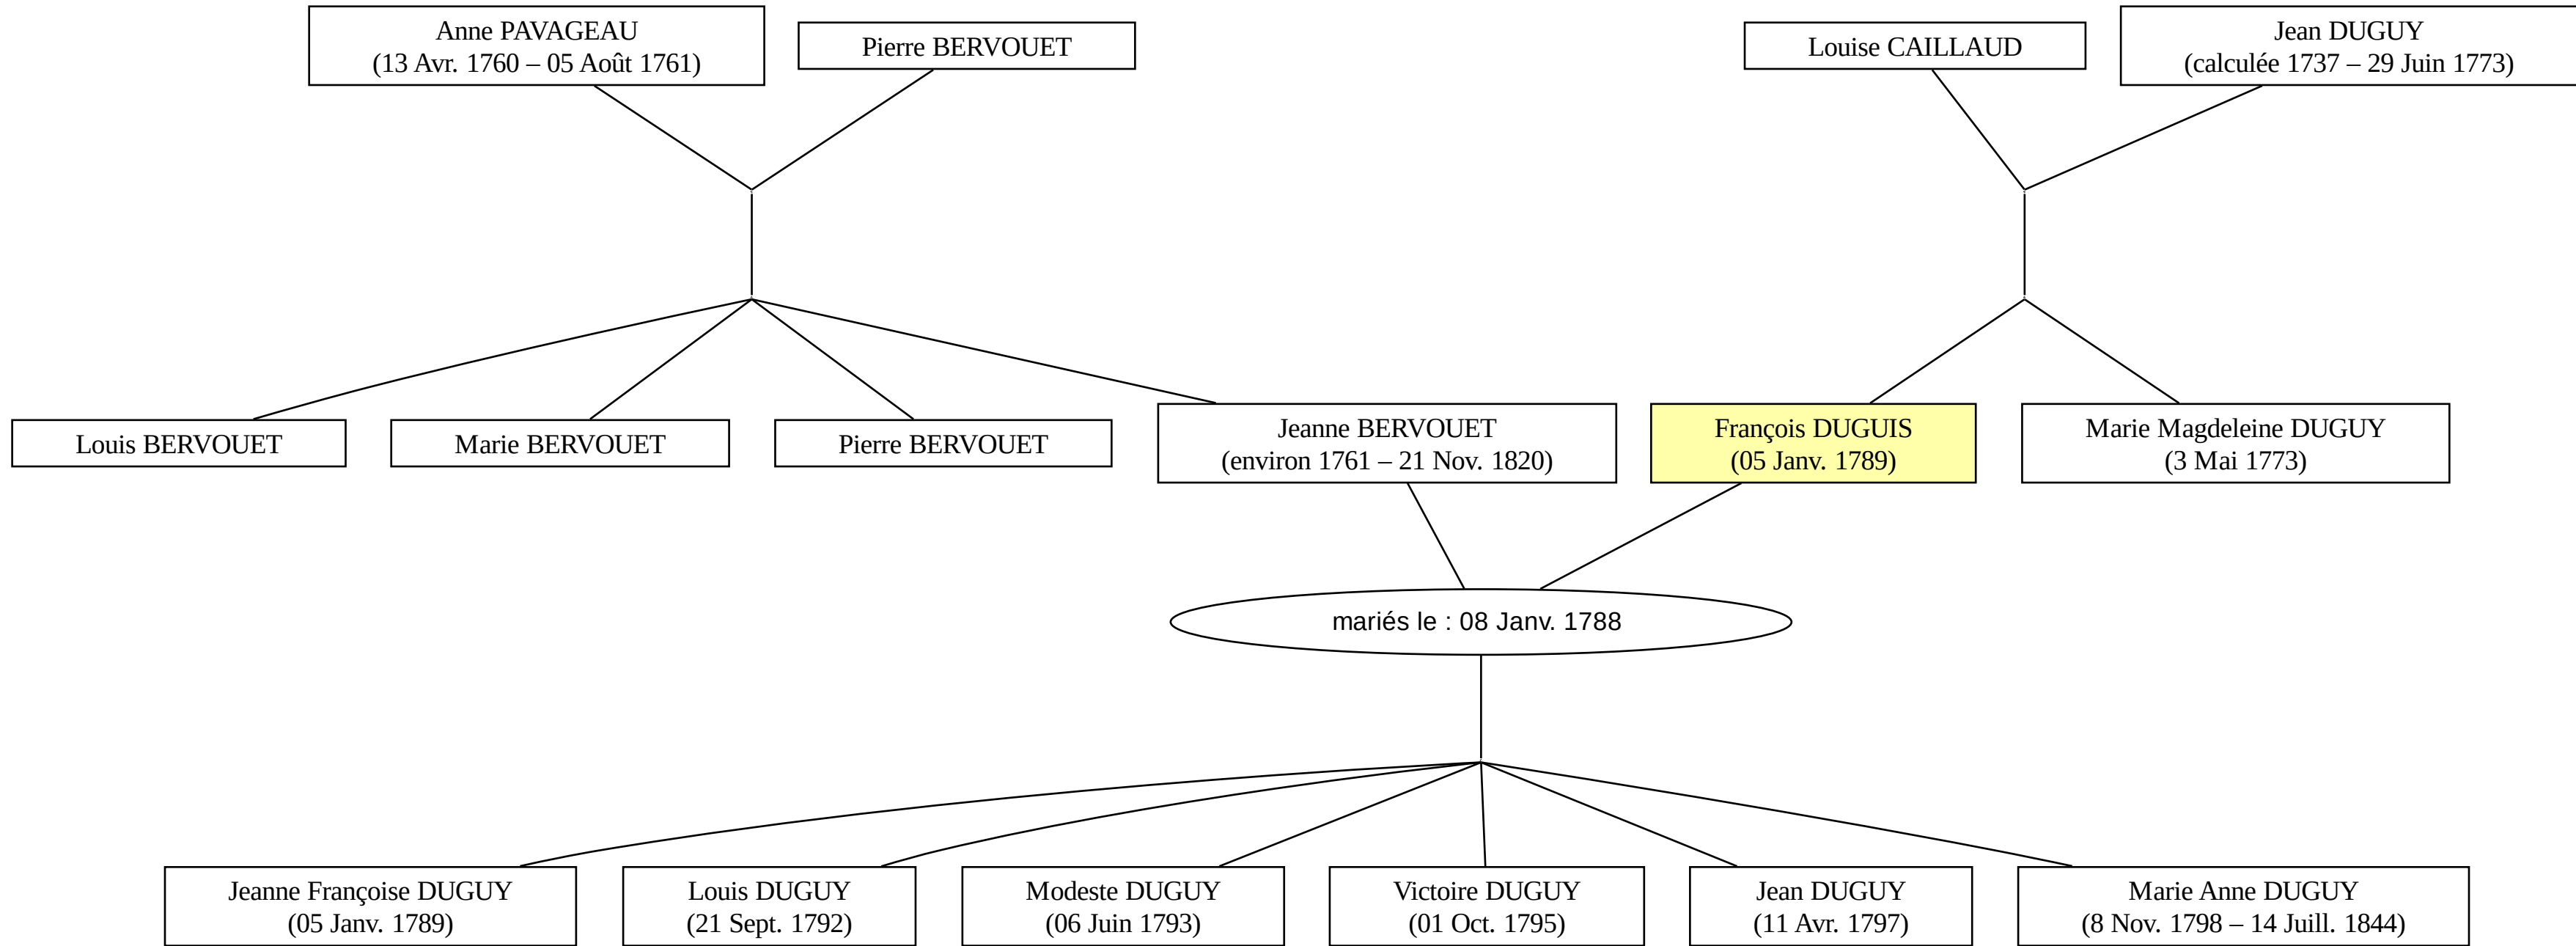 Anne PAVAGEAU
(13 Avr. 1760 – 05 Août 1761)
Pierre BERVOUET
Louise CAILLAUD
Jean DUGUY
(calculée 1737 – 29 Juin 1773)
Louis BERVOUET
Marie BERVOUET
Pierre BERVOUET
Jeanne BERVOUET
(environ 1761 – 21 Nov. 1820)
François DUGUIS
(05 Janv. 1789)
Marie Magdeleine DUGUY
(3 Mai 1773)
mariés le : 08 Janv. 1788
Jeanne Françoise DUGUY
(05 Janv. 1789)
Louis DUGUY
(21 Sept. 1792)
Modeste DUGUY
(06 Juin 1793)
Victoire DUGUY
(01 Oct. 1795)
Jean DUGUY
(11 Avr. 1797)
Marie Anne DUGUY
(8 Nov. 1798 – 14 Juill. 1844)